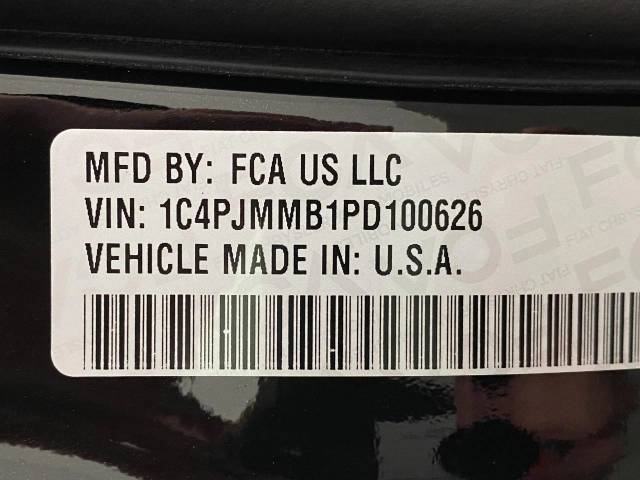 MFD BY: FCA US LLC
VIN: 1C4PJMMB1PD100626
VEHICLE MADE IN: U.S.A.